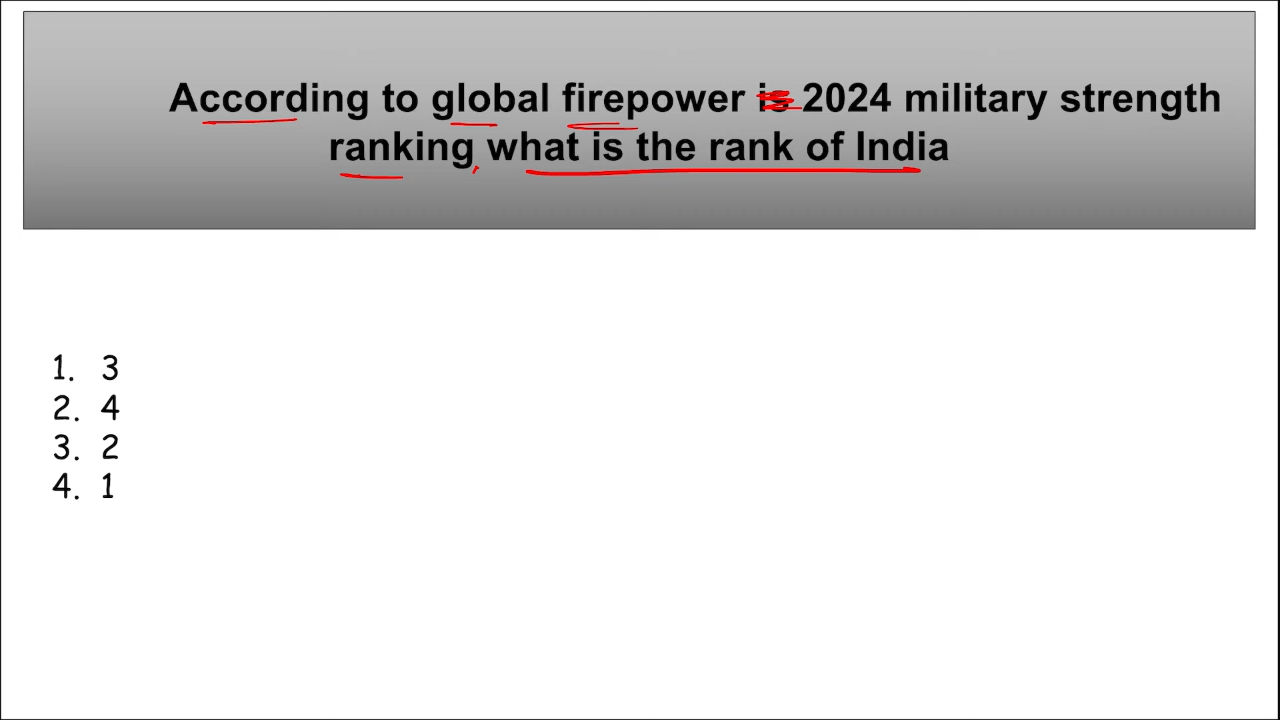 According to global firepower is 2024 military strength
ranking, what is the rank of India
1. 3
2. 4
3. 2
4. 1